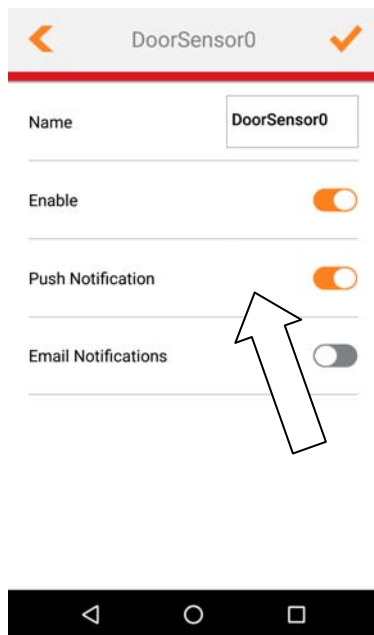 DoorSensor0
Name DoorSensor0
Enable
Push Notification
Email Notifications